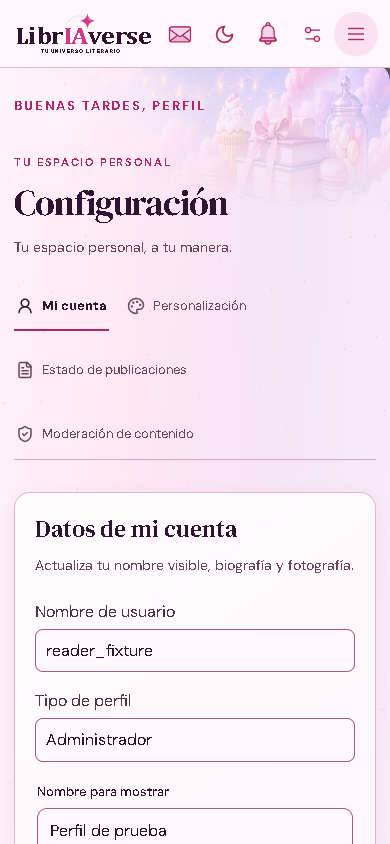 LibrIAverse
TU UNIVERSO LITERARIO
BUENAS TARDES, PERFIL
TU ESPACIO PERSONAL
Configuración
Tu espacio personal, a tu manera.
Mi cuenta
Personalización
Estado de publicaciones
Moderación de contenido
Datos de mi cuenta
Actualiza tu nombre visible, biografía y fotografía.
Nombre de usuario
reader_fixture
Tipo de perfil
Administrador
Nombre para mostrar
Perfil de prueba